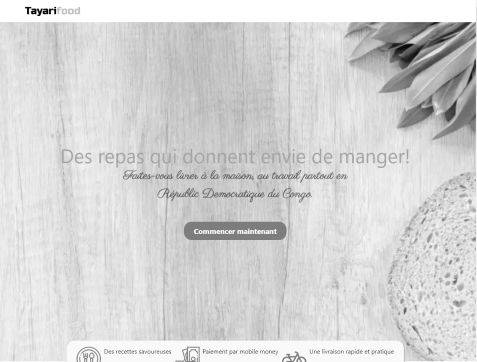 Tayarifood
Des repas qui donnent envie de manger!
Faites-vous livrer à la maison, au travail partout en
République Democratique du Congo.
Commencer maintenant
Des recettes savoureuses
Paiement par mobile money
Une livraison rapide et pratique